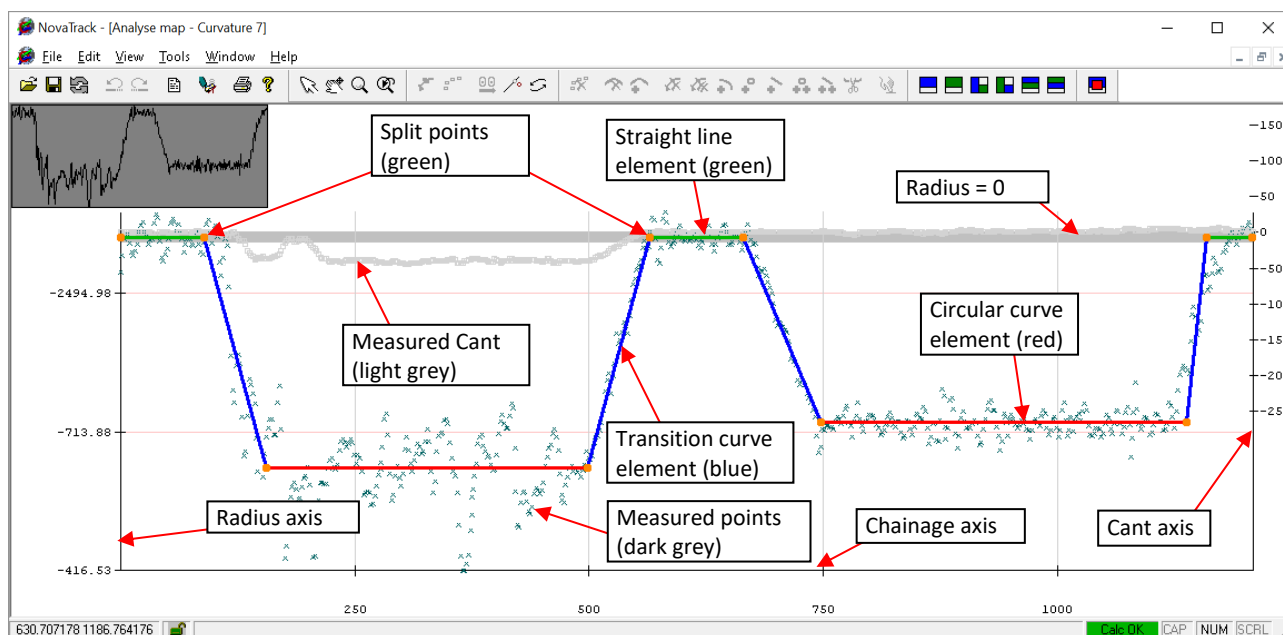 NovaTrack - [Analyse map - Curvature 7]
File Edit View Tools Window Help
Split points
(green)
Straight line
element (green)
Radius = 0
Measured Cant
(light grey)
Circular curve
element (red)
Transition curve
element (blue)
Radius axis
Measured points
(dark grey)
Chainage axis
Cant axis
-2494.98
-713.88
-416.53
250
500
750
1000
-150
-100
-50
-0
-50
630.707178 1186.764176
Calc OK CAP NUM SCRL